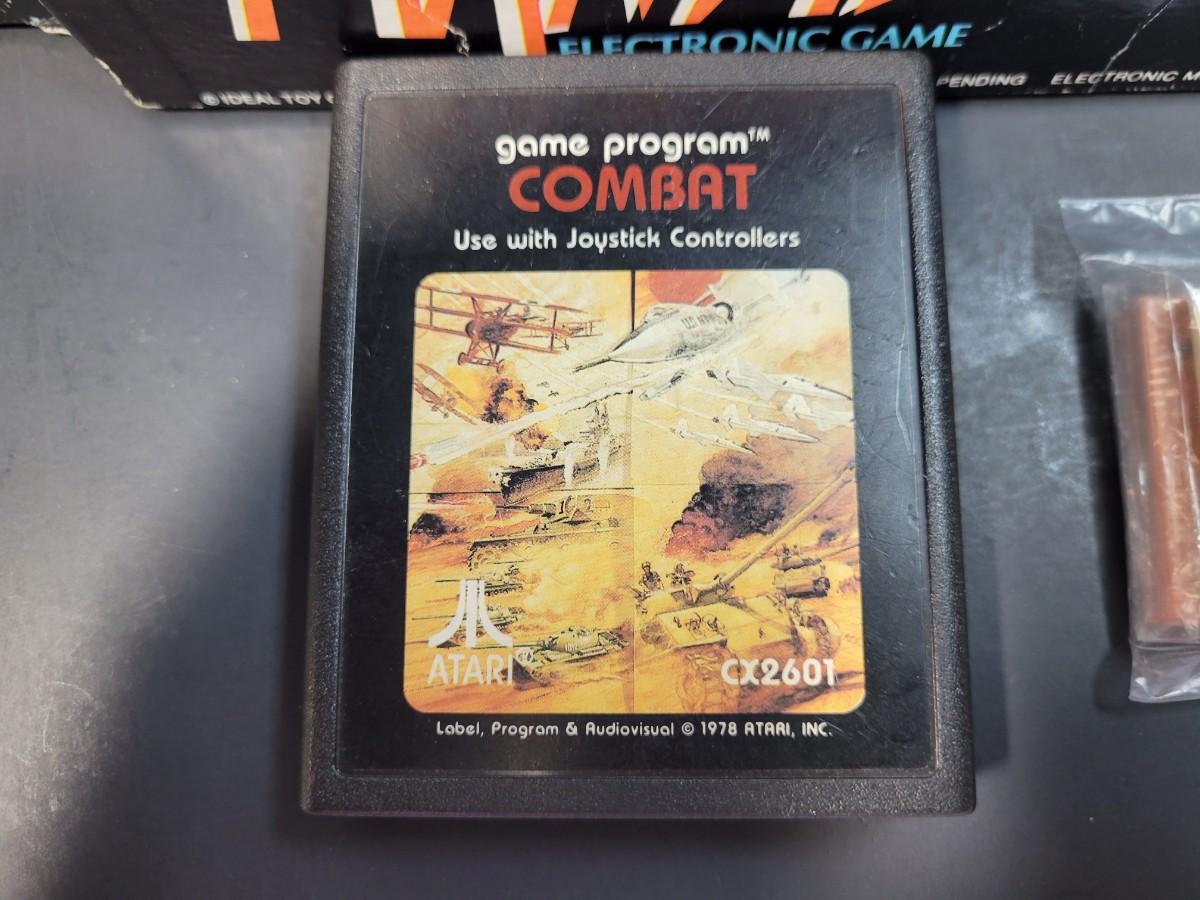 ELECTRONIC GAME
© IDEAL TOY
PENDING ELECTRONIC
game program™
COMBAT
Use with Joystick Controllers
ATARI®
CX2601
Label, Program & Audiovisual © 1978 ATARI, INC.